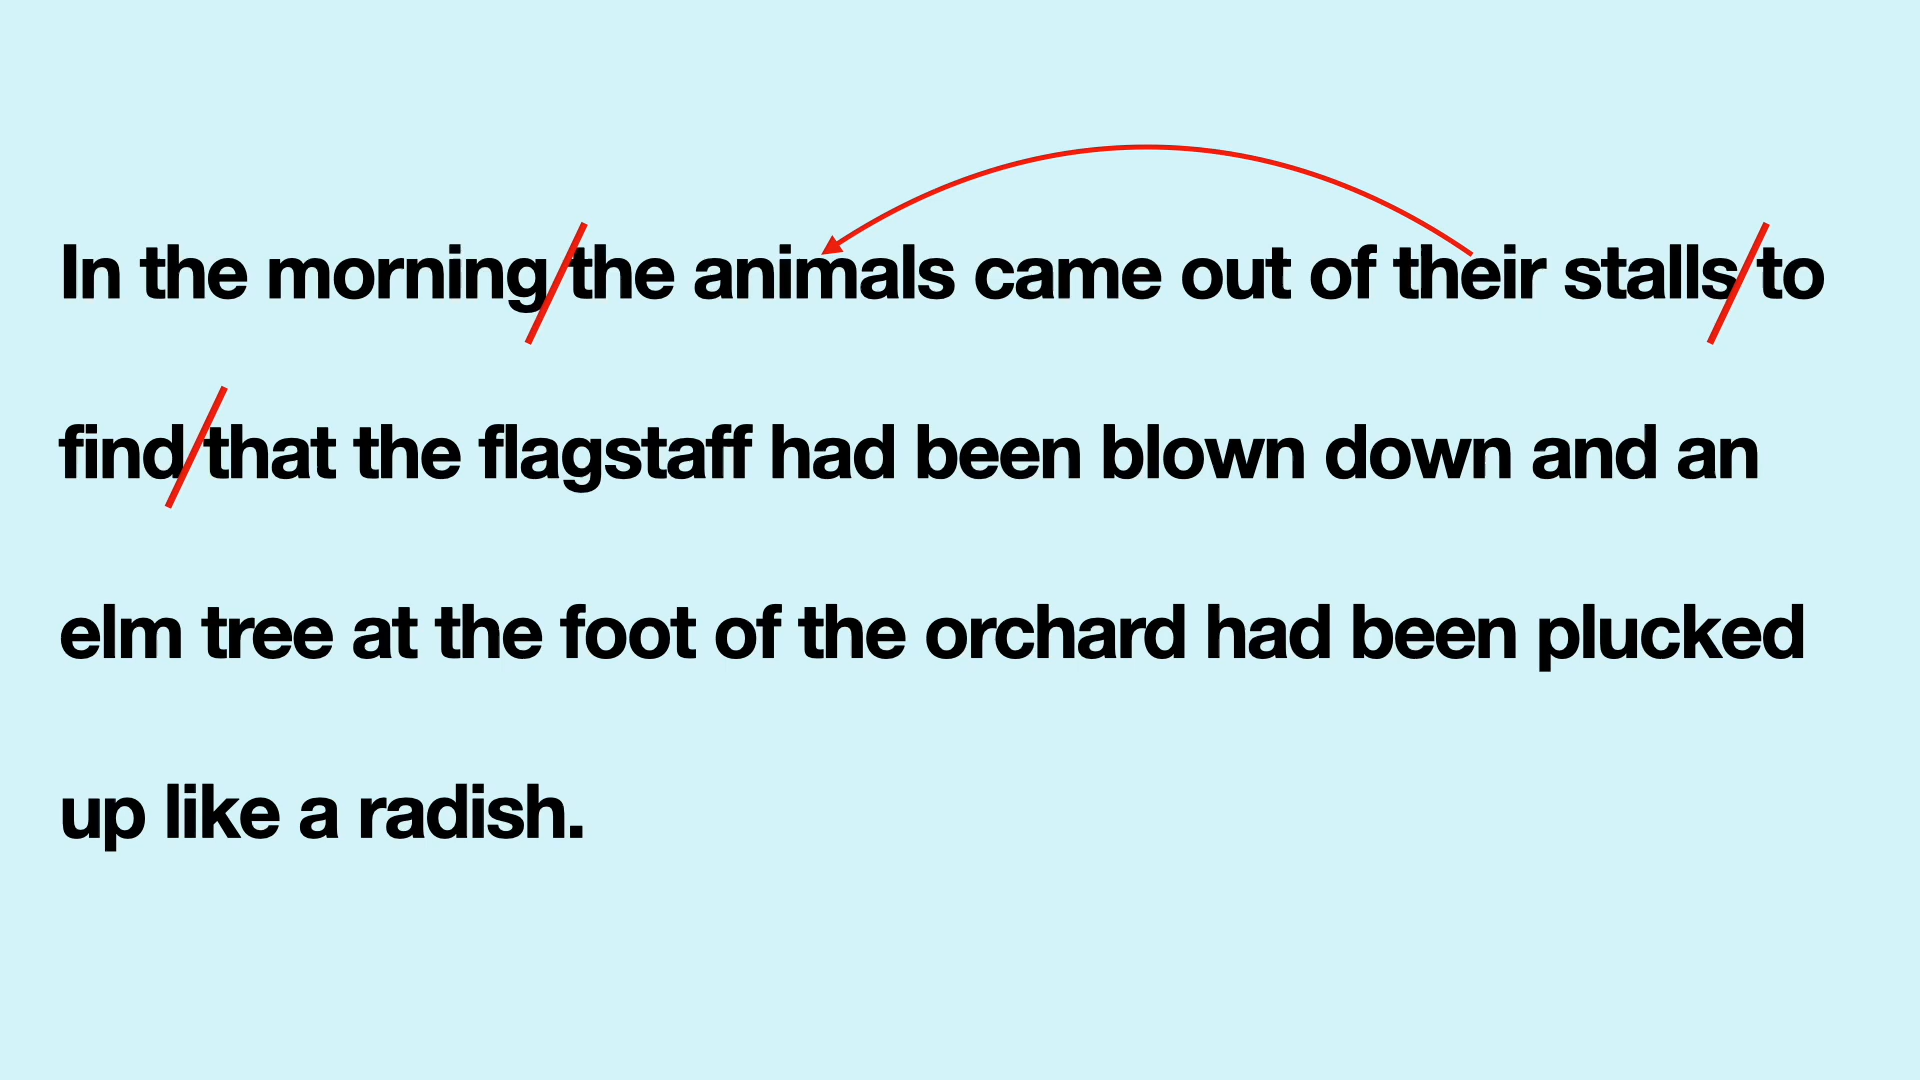 In the morning/the animals came out of their stalls/to
find/that the flagstaff had been blown down and an
elm tree at the foot of the orchard had been plucked
up like a radish.